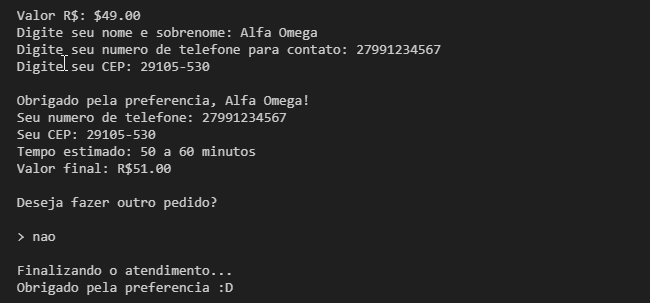 Valor R$: $49.00
Digite seu nome e sobrenome: Alfa Omega
Digite seu numero de telefone para contato: 27991234567
Digite seu CEP: 29105-530
Obrigado pela preferencia, Alfa Omega!
Seu numero de telefone: 27991234567
Seu CEP: 29105-530
Tempo estimado: 50 a 60 minutos
Valor final: R$51.00
Deseja fazer outro pedido?
> nao
Finalizando o atendimento...
Obrigado pela preferencia :D